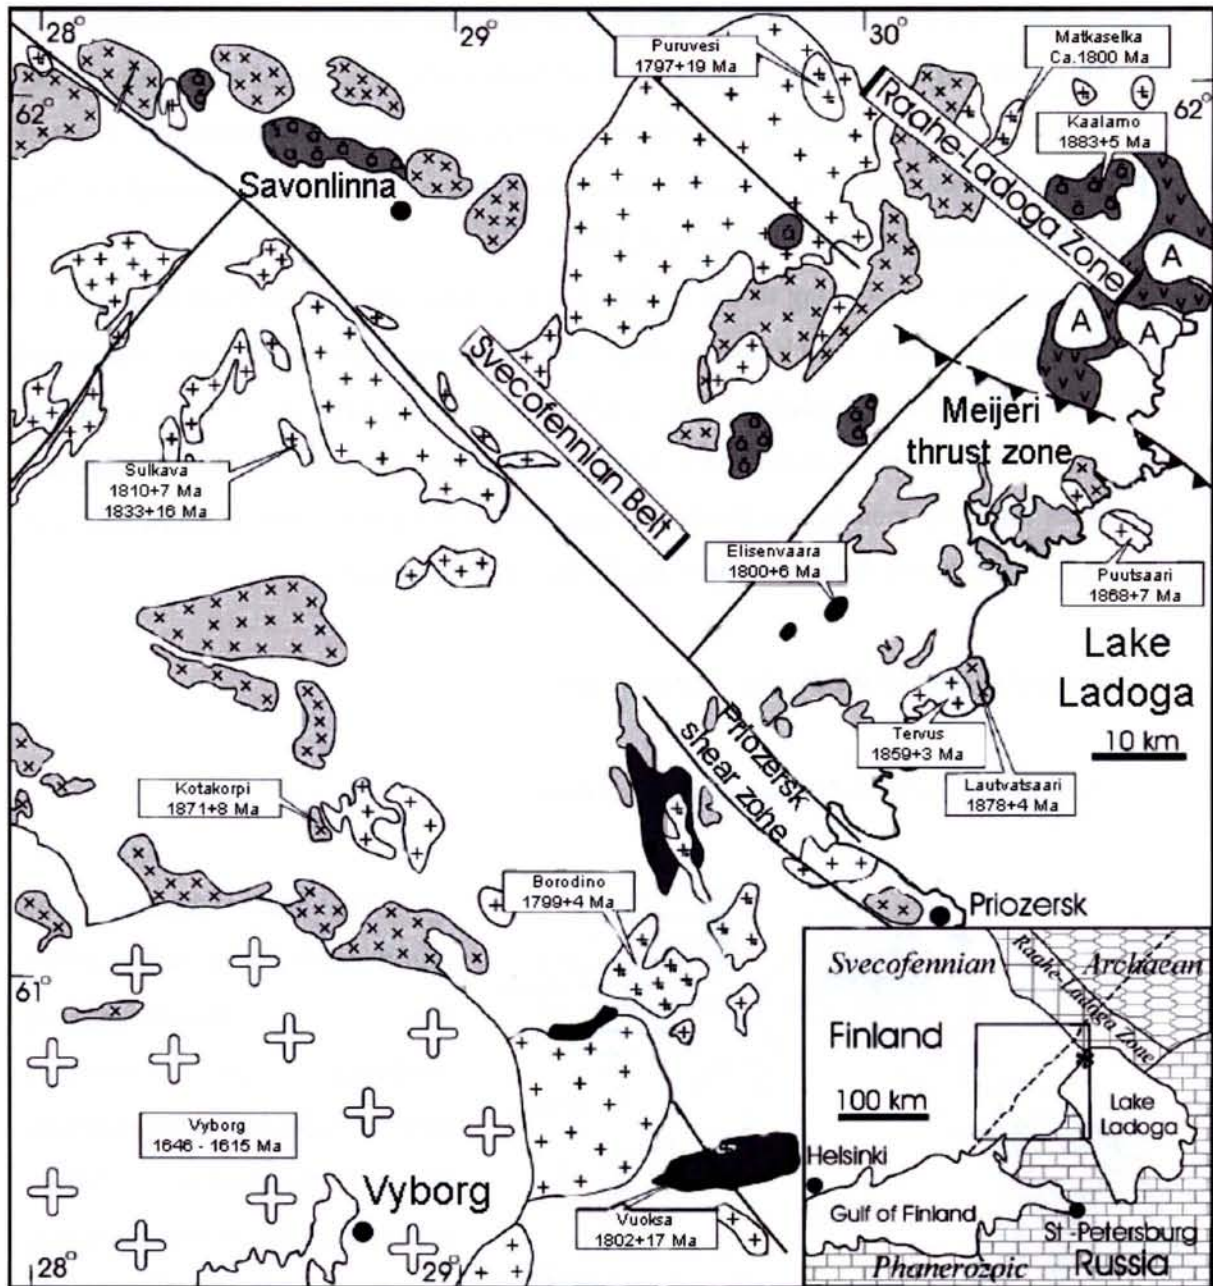 28°
29°
30°
Puruvesi
1797+19 Ma
Matkaselka
Ca.1800 Ma
62°
62°
Raahe-Ladoga Zone
Kaalamo
1883+5 Ma
Savonlinna
A
A
A
Svecofennian Belt
Meijeri
thrust zone
Sulkava
1810+7 Ma
1833+16 Ma
Elisenvaara
1800+6 Ma
Puutsaari
1868+7 Ma
Lake
Ladoga
10 km
Tervus
1859+3 Ma
Lautvatsaari
1878+4 Ma
Priozersk
shear zone
Kotakorpi
1871+8 Ma
Borodino
1799+4 Ma
Priozersk
61°
Vyborg
1646 - 1615 Ma
Vyborg
Vuoksa
1802+17 Ma
28°
29°
Svecofennian
Archaean
Raahe-Ladoga Zone
Finland
100 km
Lake
Ladoga
Helsinki
Gulf of Finland
St-Petersburg
Phanerozoic
Russia